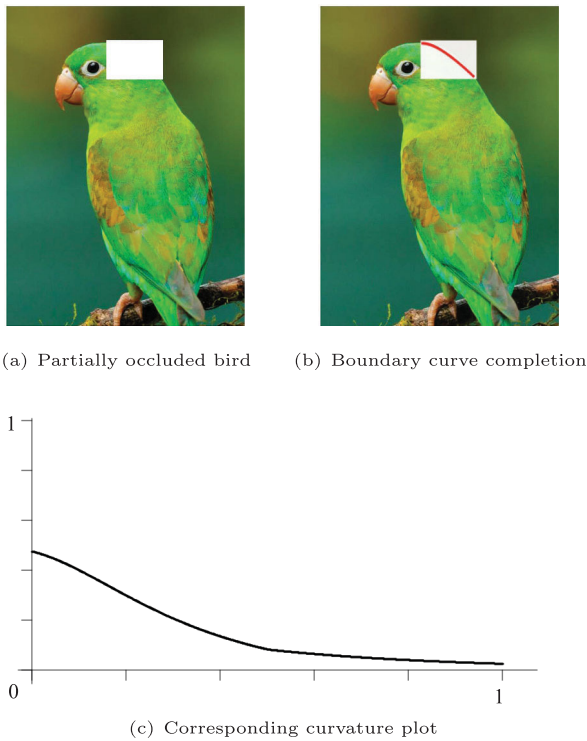 (a) Partially occluded bird
(b) Boundary curve completion
1
0
1
(c) Corresponding curvature plot